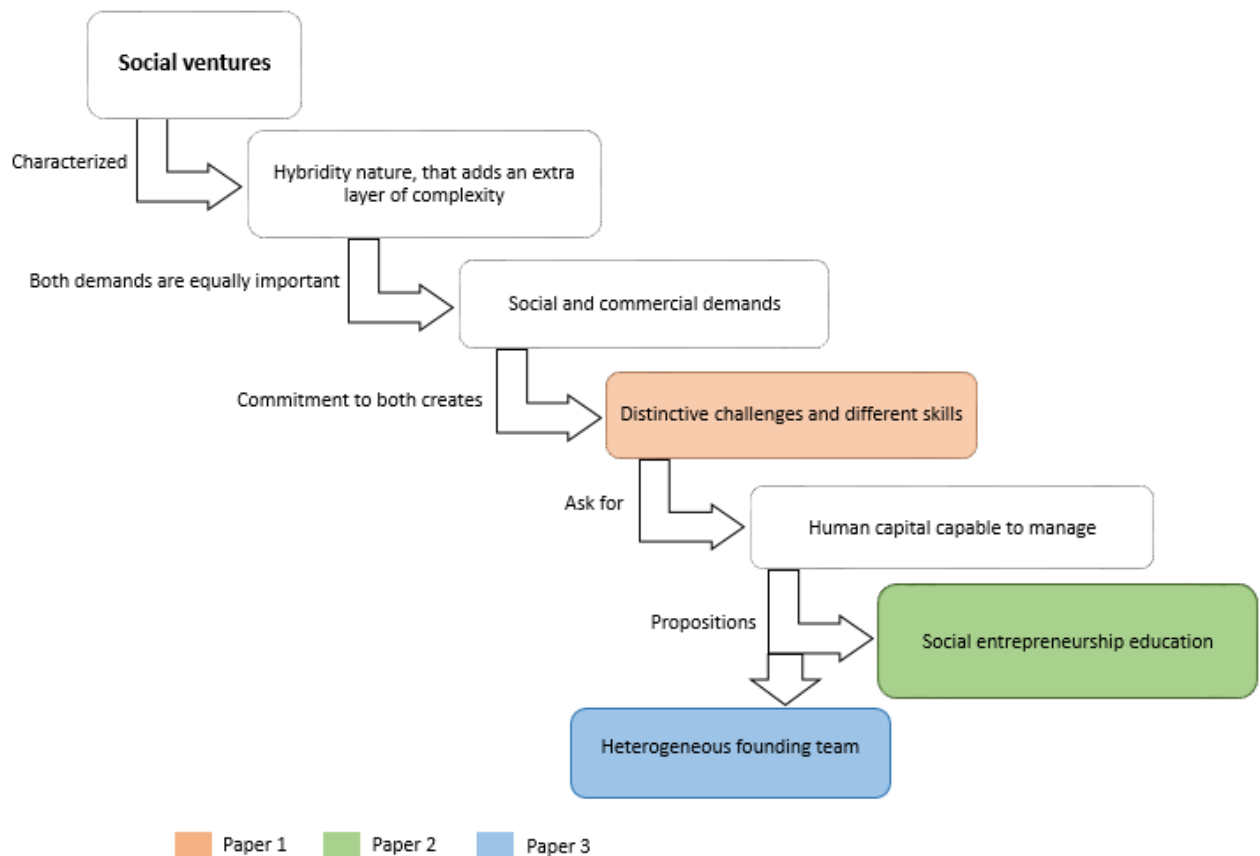 Social ventures
Characterized
Hybridity nature, that adds an extra
layer of complexity
Both demands are equally important
Social and commercial demands
Commitment to both creates
Distinctive challenges and different skills
Ask for
Human capital capable to manage
Propositions
Social entrepreneurship education
Heterogeneous founding team
Paper 1
Paper 2
Paper 3